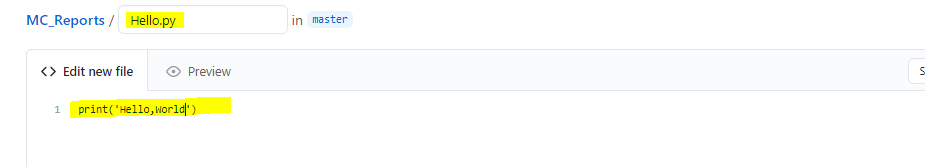 MC_Reports / Hello.py in master
Edit new file Preview S
1 print('Hello,World')